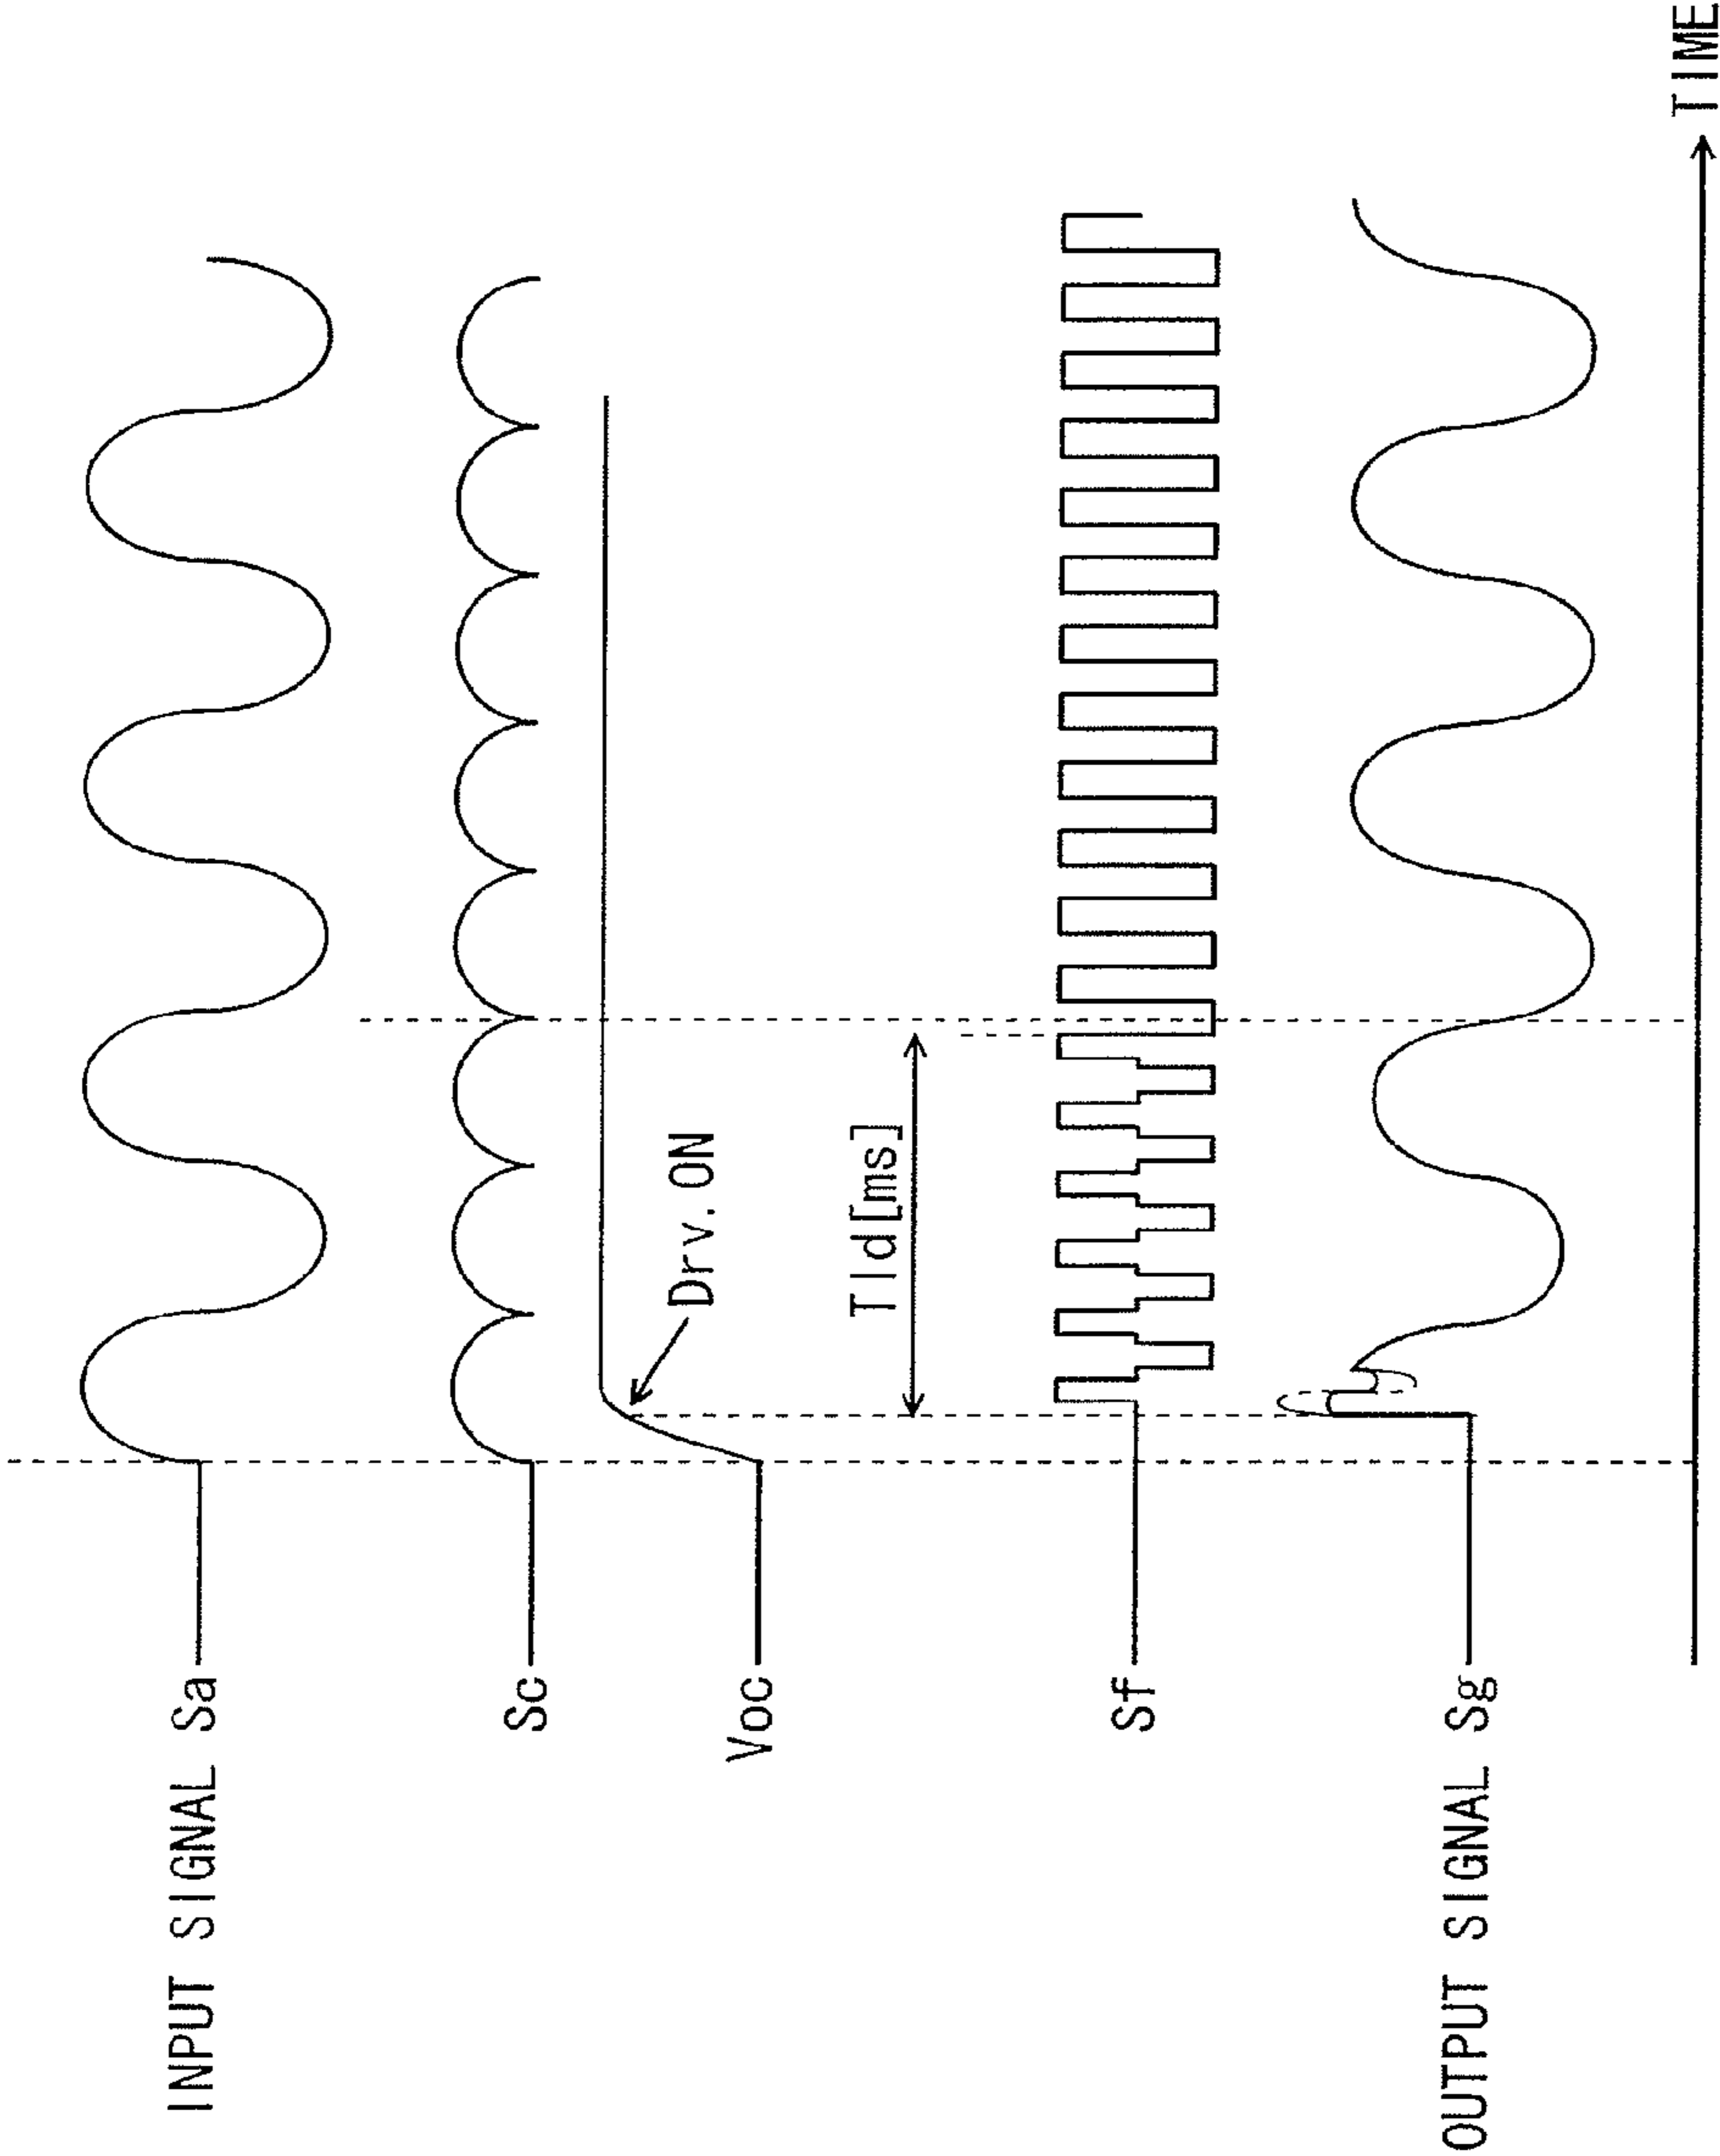 INPUT SIGNAL Sa
Sc
Voc
Drv. ON
Tld[ms]
Sf
OUTPUT SIGNAL Sg
TIME